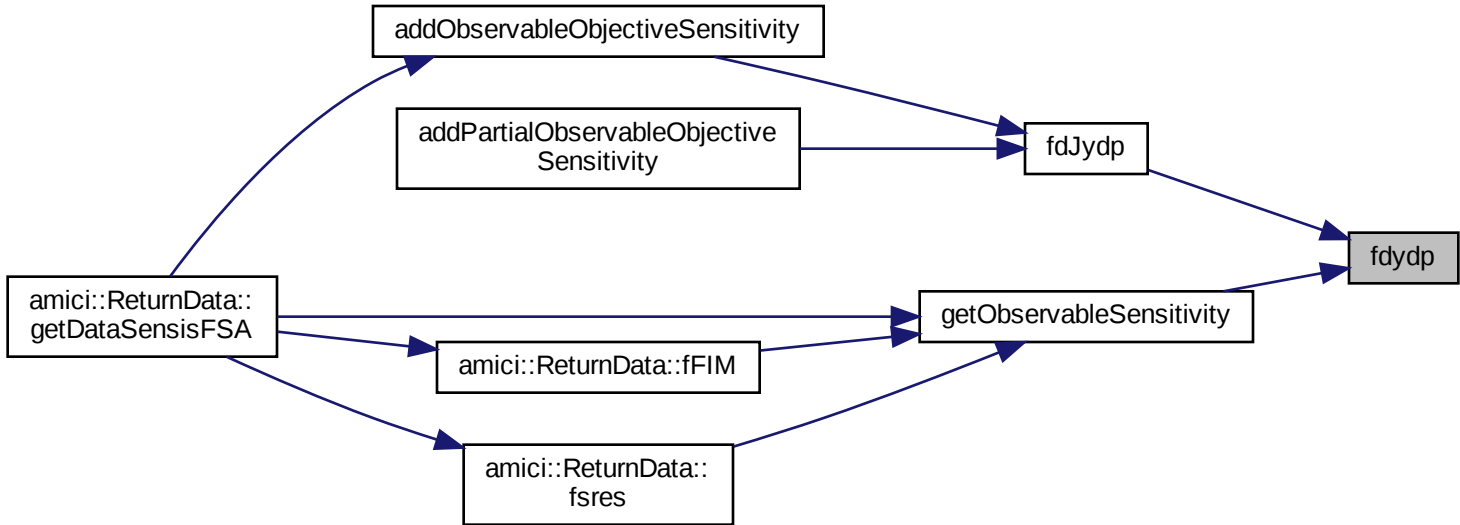 addObservableObjectiveSensitivity
addPartialObservableObjective
Sensitivity
fdJydp
fdydp
amici::ReturnData::
getDataSensisFSA
getObservableSensitivity
amici::ReturnData::fFIM
amici::ReturnData::
fsres